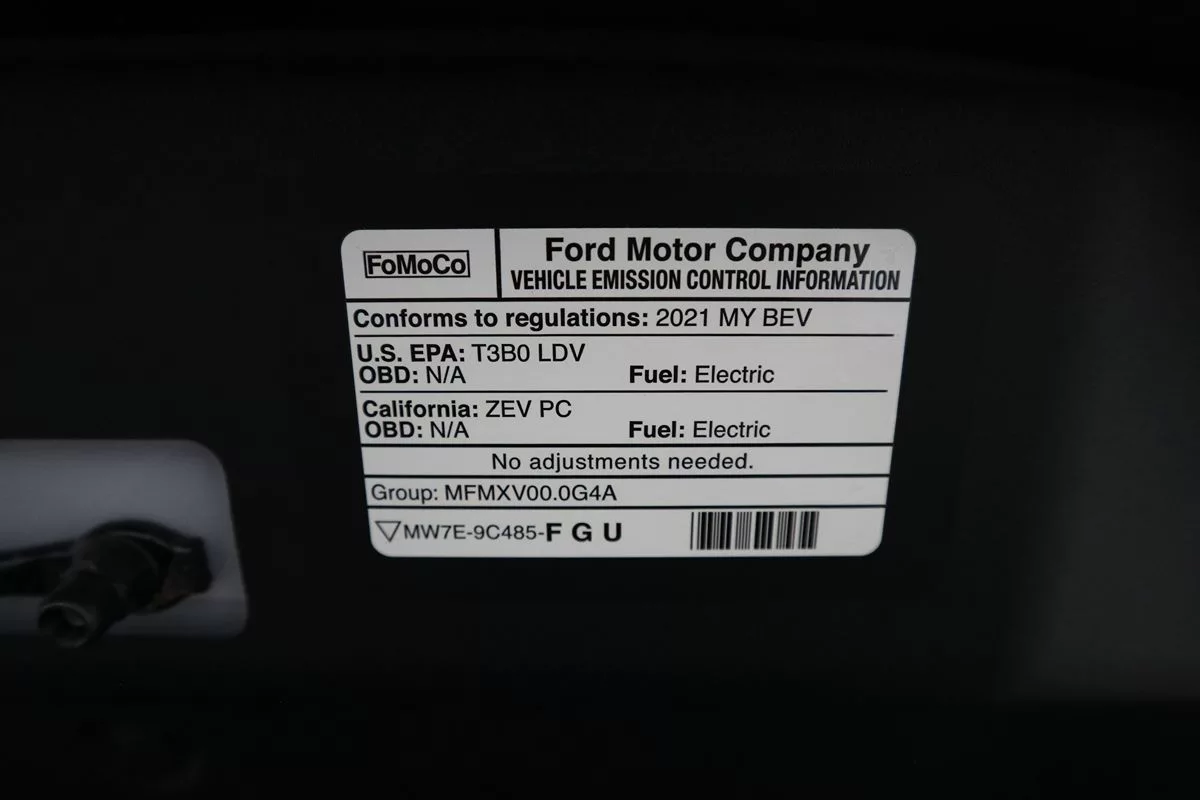 FoMoCo
Ford Motor Company
VEHICLE EMISSION CONTROL INFORMATION
Conforms to regulations: 2021 MY BEV
U.S. EPA: T3B0 LDV
OBD: N/A Fuel: Electric
California: ZEV PC
OBD: N/A Fuel: Electric
No adjustments needed.
Group: MFMXV00.0G4A
MW7E-9C485-F G U